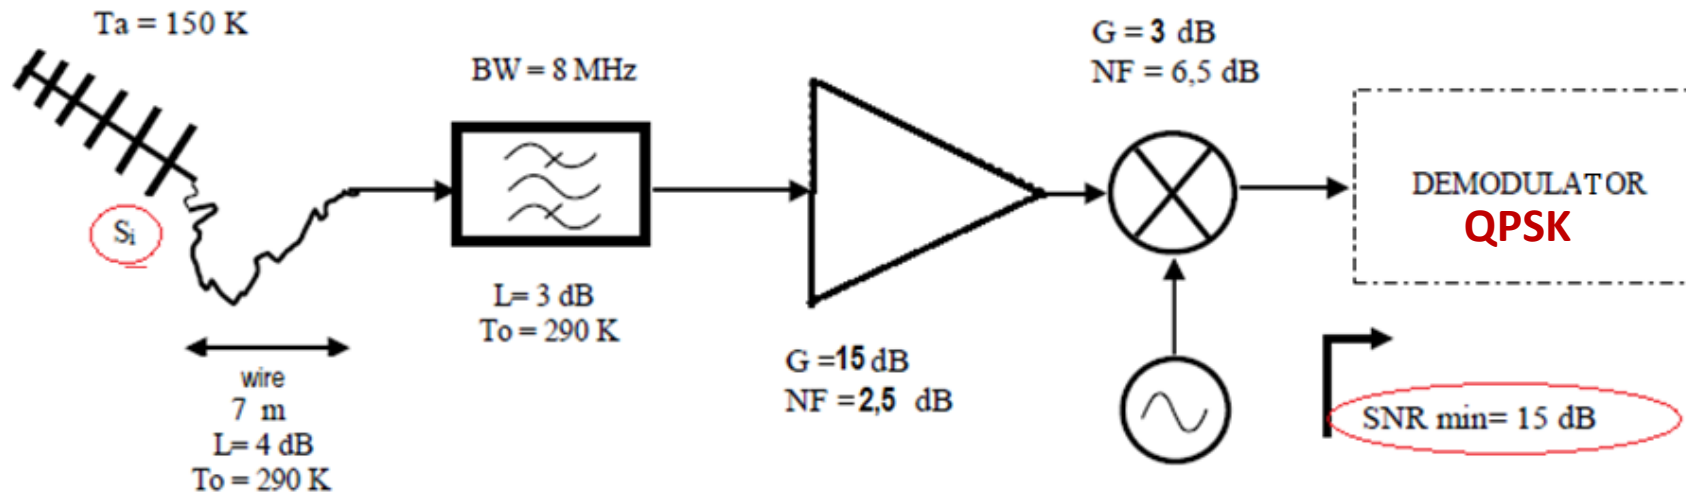 Ta = 150 K
Si
wire
7 m
L= 4 dB
To = 290 K
BW = 8 MHz
L= 3 dB
To = 290 K
G =15 dB
NF = 2,5 dB
G = 3 dB
NF = 6,5 dB
DEMODULATOR
QPSK
SNR min= 15 dB